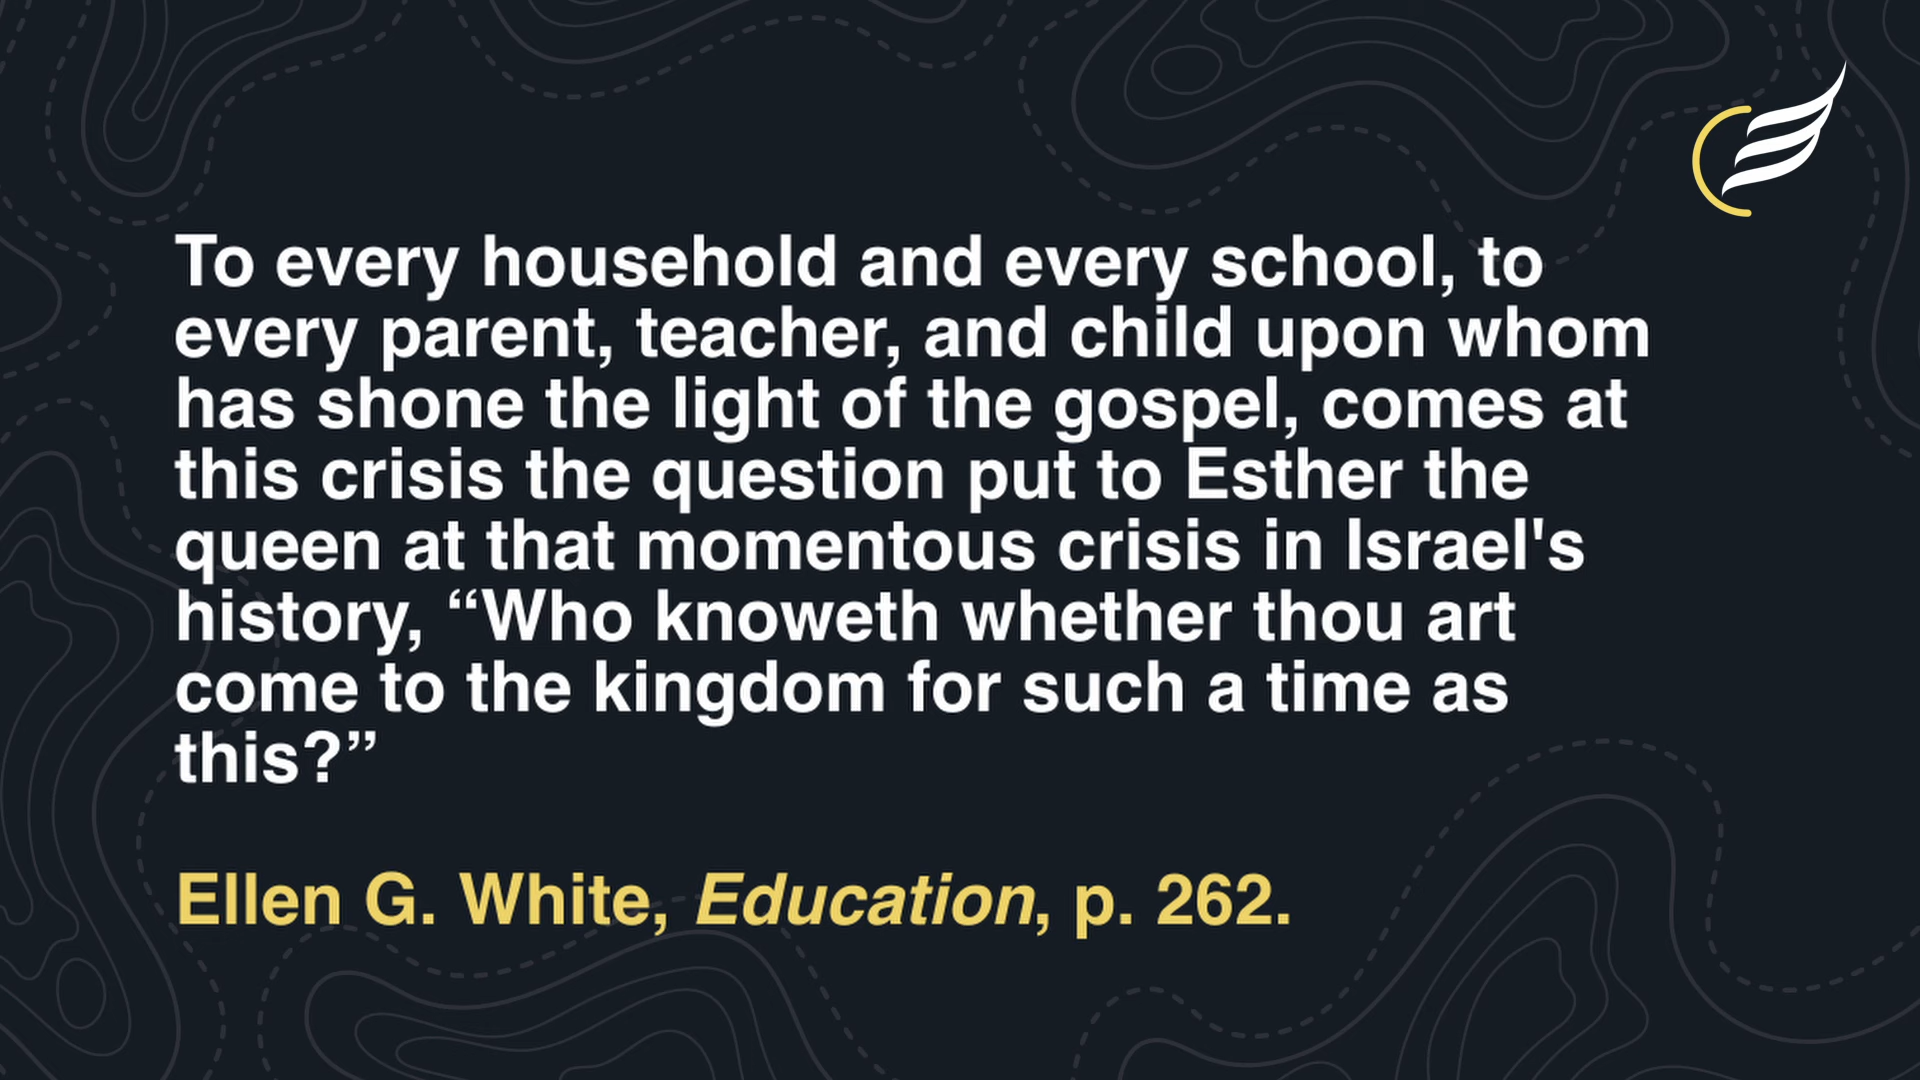 To every household and every school, to
every parent, teacher, and child upon whom
has shone the light of the gospel, comes at
this crisis the question put to Esther the
queen at that momentous crisis in Israel's
history, “Who knoweth whether thou art
come to the kingdom for such a time as
this?”
Ellen G. White, Education, p. 262.